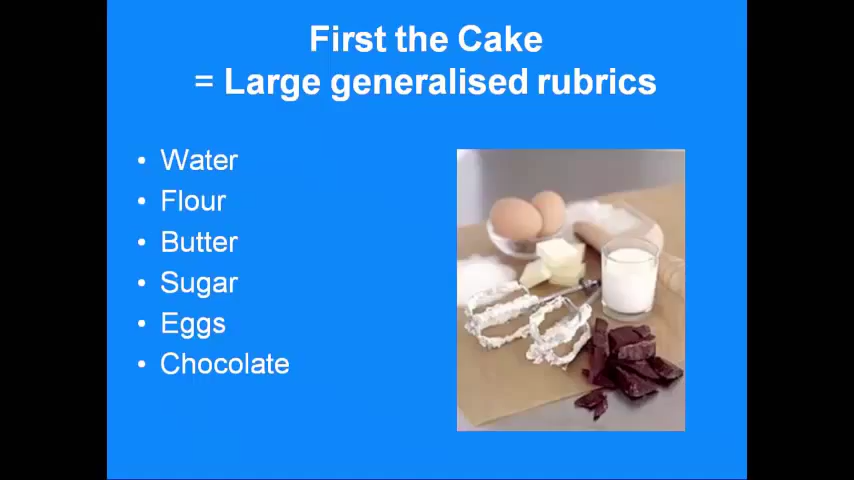 First the Cake
= Large generalised rubrics
• Water
• Flour
• Butter
• Sugar
• Eggs
• Chocolate